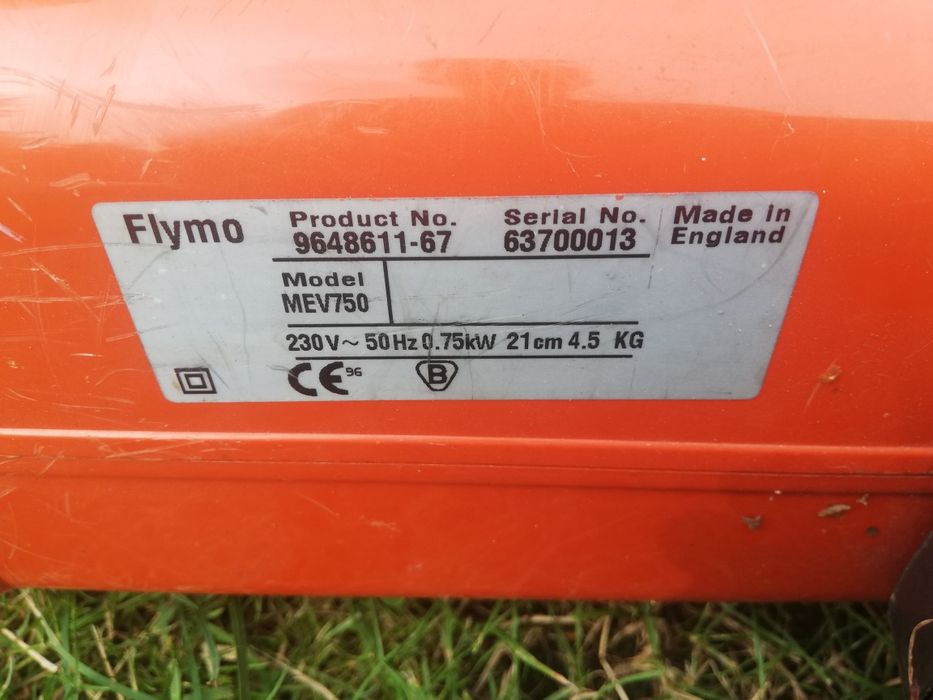 Flymo
Product No. Serial No.
9648611-67 63700013
Made in
England
Model
MEV750
230V~ 50Hz 0.75kW 21cm 4.5 KG
CE 96 B